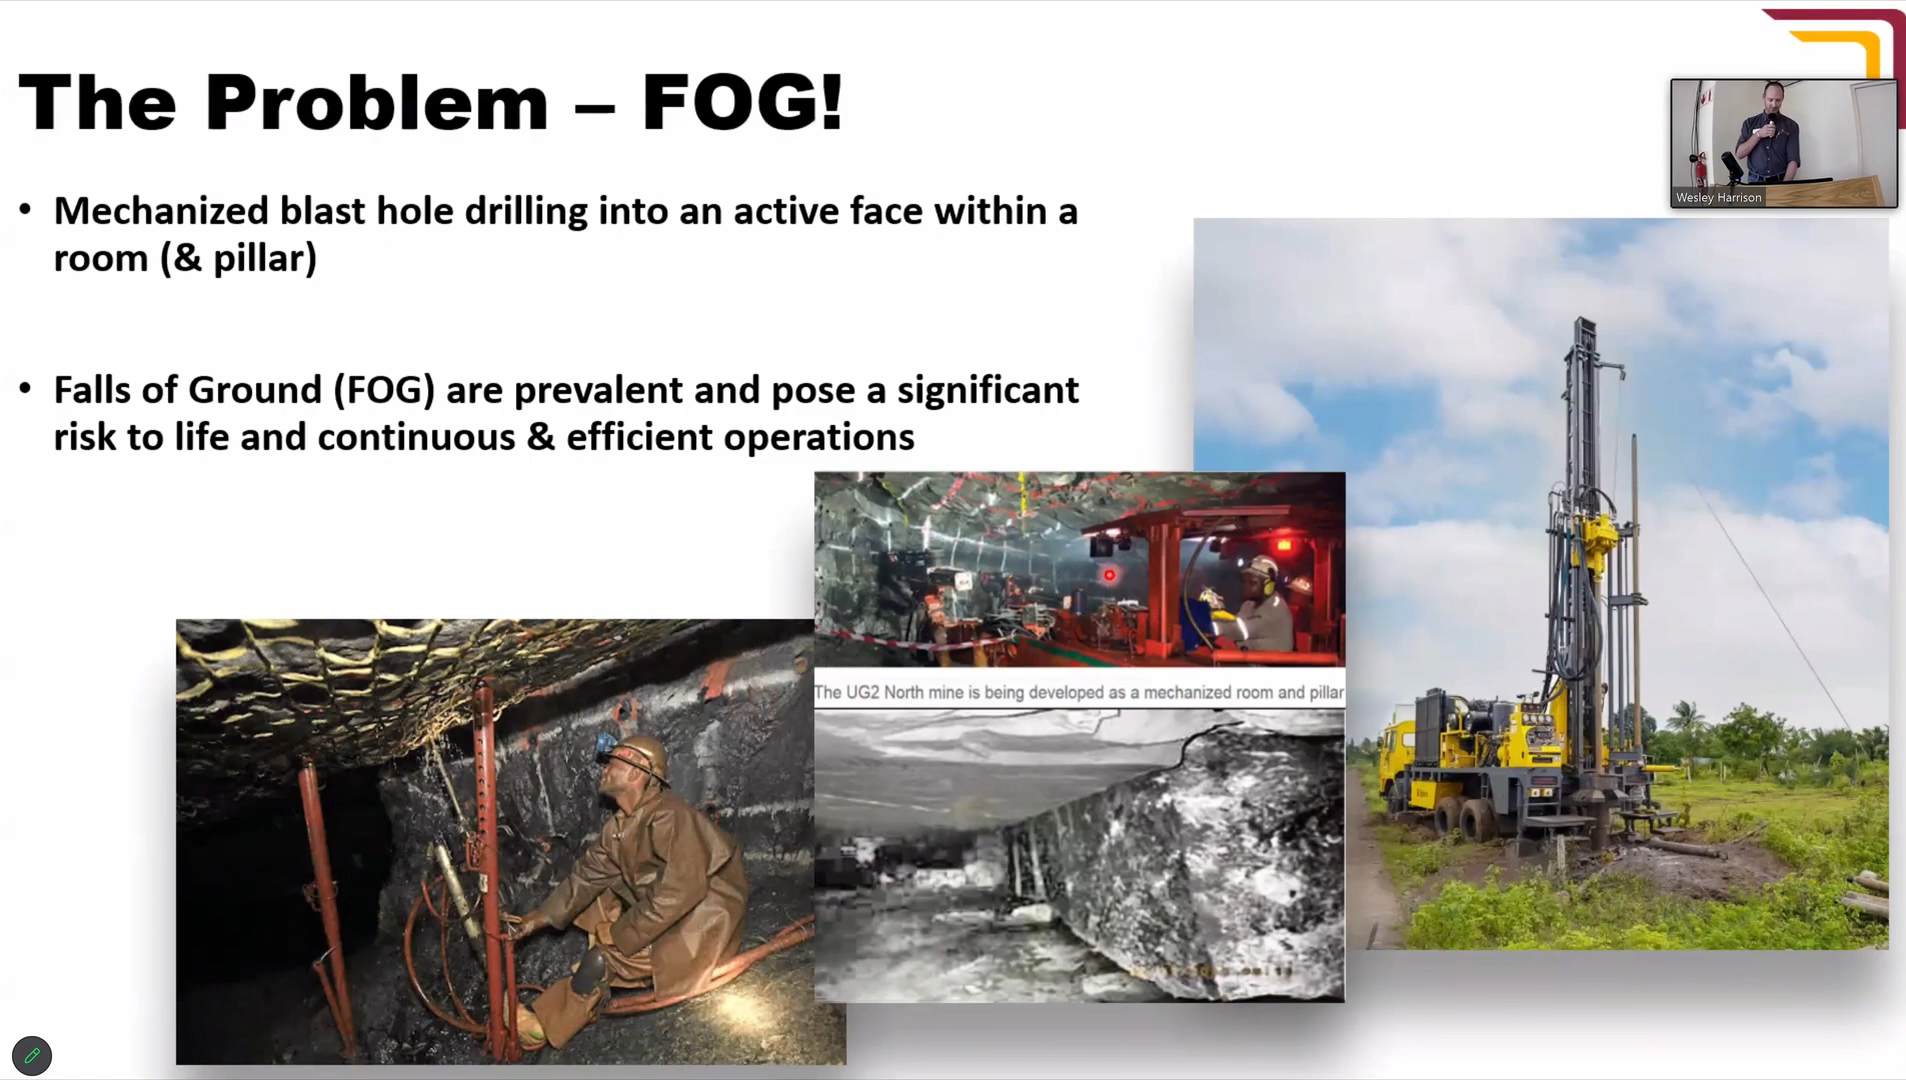 The Problem – FOG!
Wesley Harrison
• Mechanized blast hole drilling into an active face within a
room (& pillar)
• Falls of Ground (FOG) are prevalent and pose a significant
risk to life and continuous & efficient operations
The UG2 North mine is being developed as a mechanized room and pillar